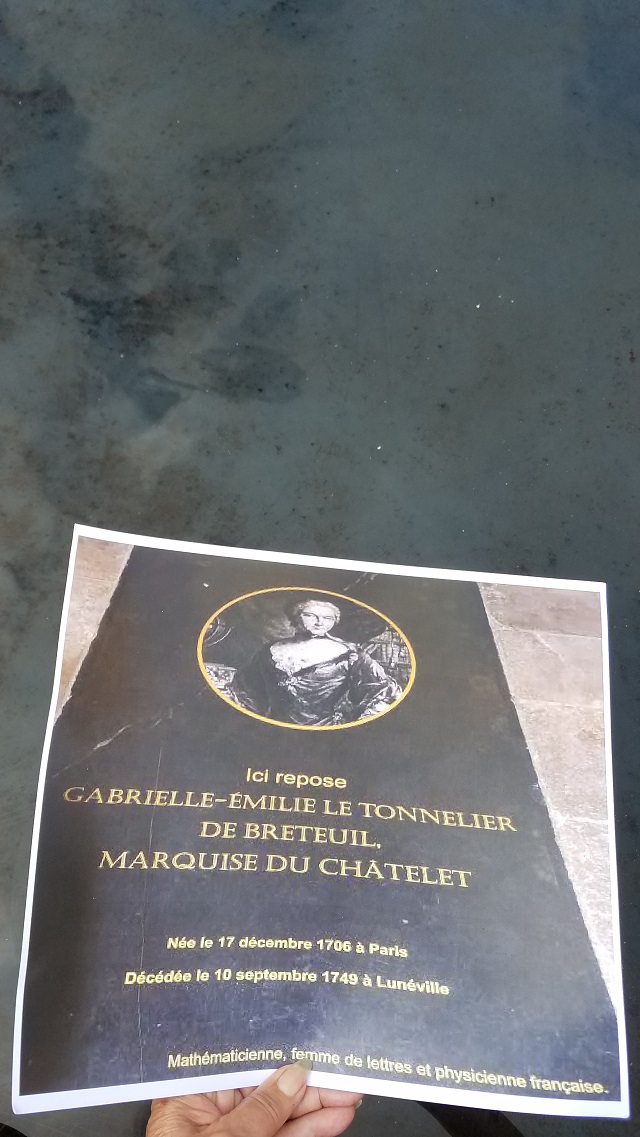 Ici repose
GABRIELLE-ÉMILIE LE TONNELIER
DE BRETEUIL,
MARQUISE DU CHÂTELET
Née le 17 décembre 1706 à Paris
Décédée le 10 septembre 1749 à Lunéville
Mathématicienne, femme de lettres et physicienne française.